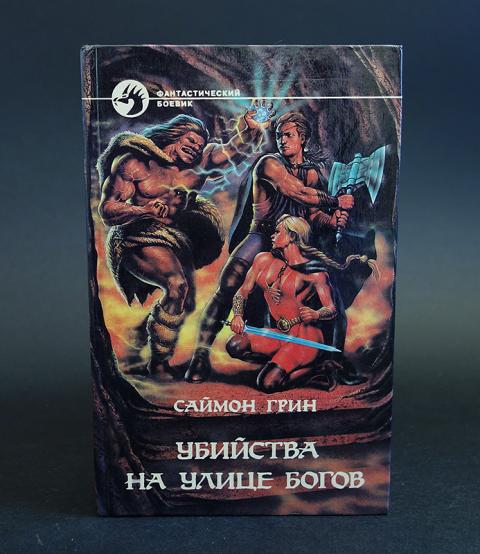 ФАНТАСТИЧЕСКИЙ
БОЕВИК
САЙМОН ГРИН
УБИЙСТВА
НА УЛИЦЕ БОГОВ